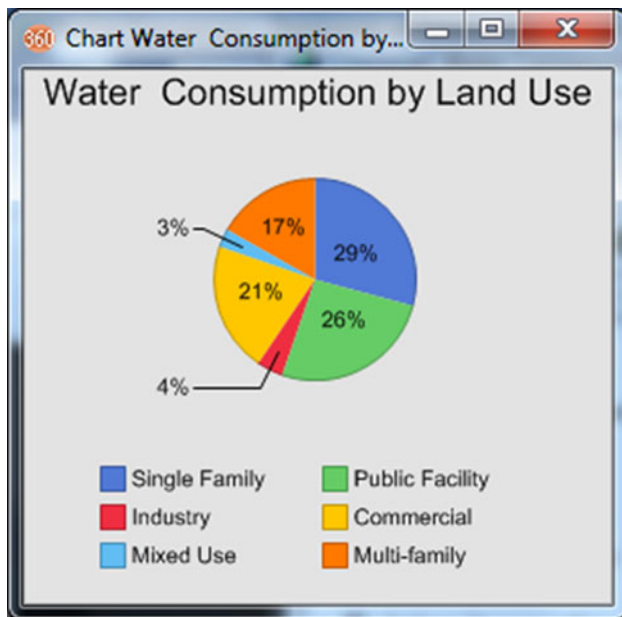 360 Chart Water Consumption by...
Water Consumption by Land Use
17%
3%
29%
21%
26%
4%
Single Family
Public Facility
Industry
Commercial
Mixed Use
Multi-family